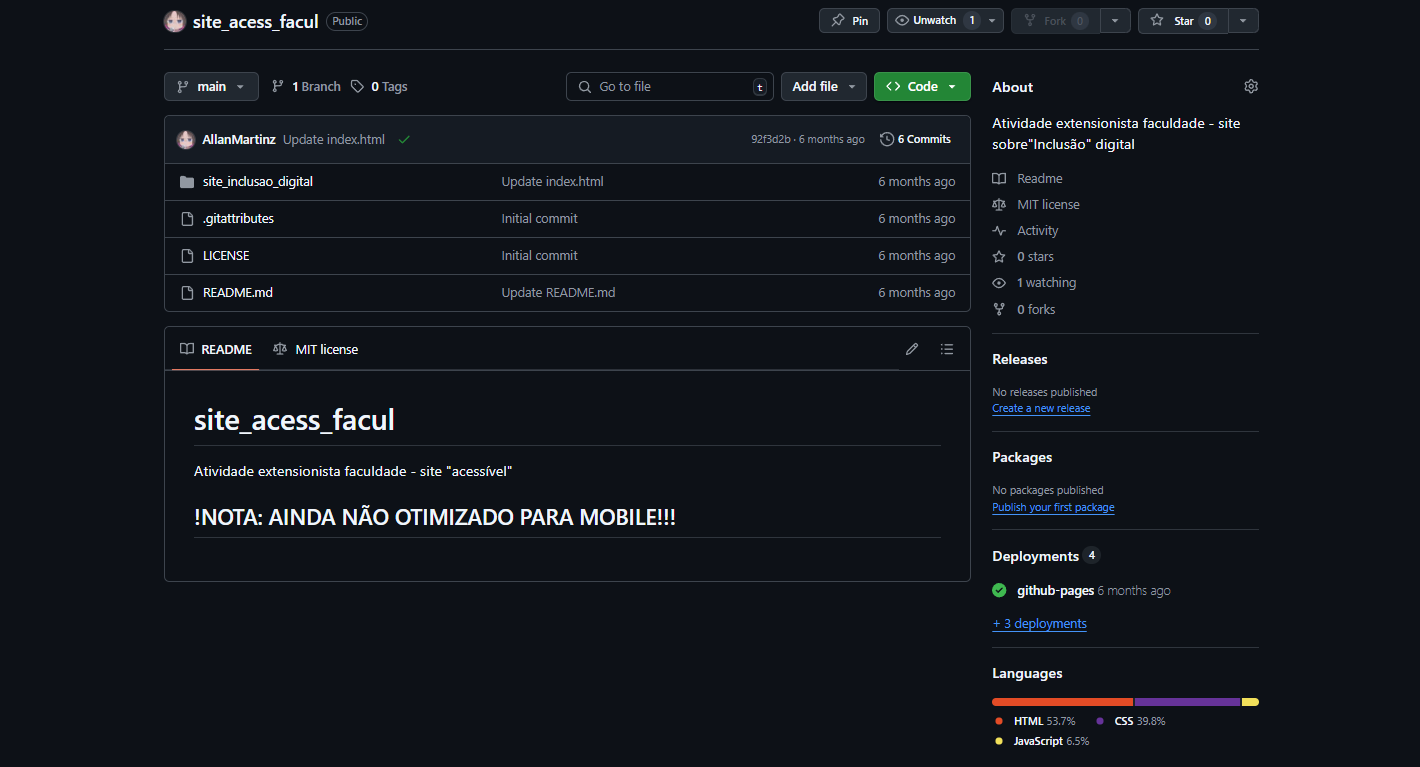 site_acess_facul Public Pin Unwatch 1 Fork 0 Star 0
main 1 Branch 0 Tags Go to file t Add file Code
AllanMartinz Update index.html 92f3d2b · 6 months ago 6 Commits
site_inclusao_digital Update index.html 6 months ago
.gitattributes Initial commit 6 months ago
LICENSE Initial commit 6 months ago
README.md Update README.md 6 months ago
README MIT license
site_acess_facul
Atividade extensionista faculdade - site "acessível"
!NOTA: AINDA NÃO OTIMIZADO PARA MOBILE!!!
About
Atividade extensionista faculdade - site
sobre"Inclusão" digital
Readme
MIT license
Activity
0 stars
1 watching
0 forks
Releases
No releases published
Create a new release
Packages
No packages published
Publish your first package
Deployments 4
github-pages 6 months ago
+ 3 deployments
Languages
HTML 53.7% CSS 39.8%
JavaScript 6.5%